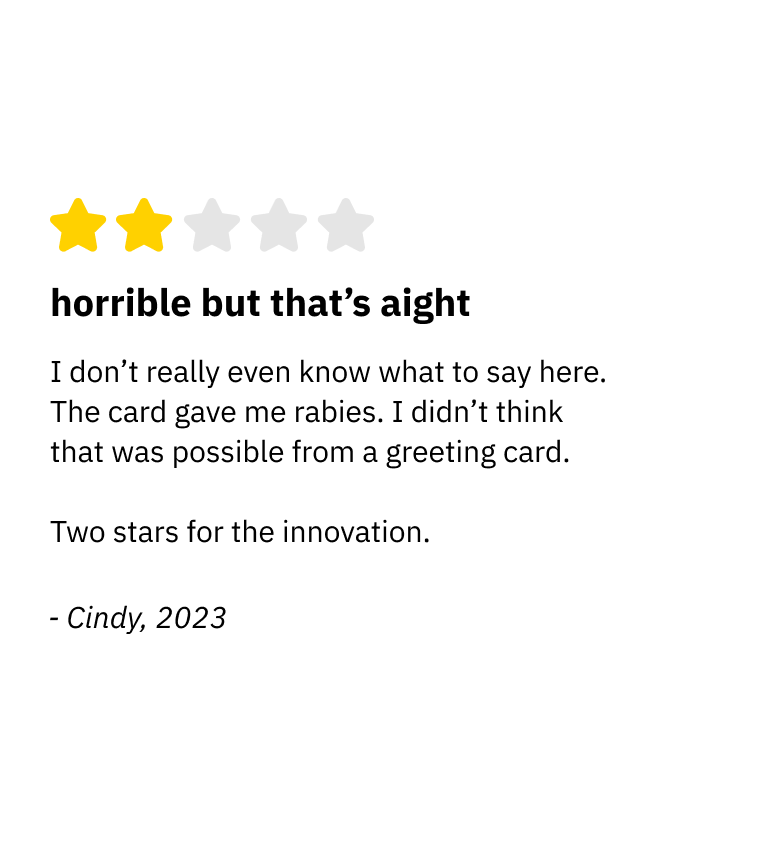 horrible but that’s aight
I don’t really even know what to say here.
The card gave me rabies. I didn’t think
that was possible from a greeting card.
Two stars for the innovation.
- Cindy, 2023